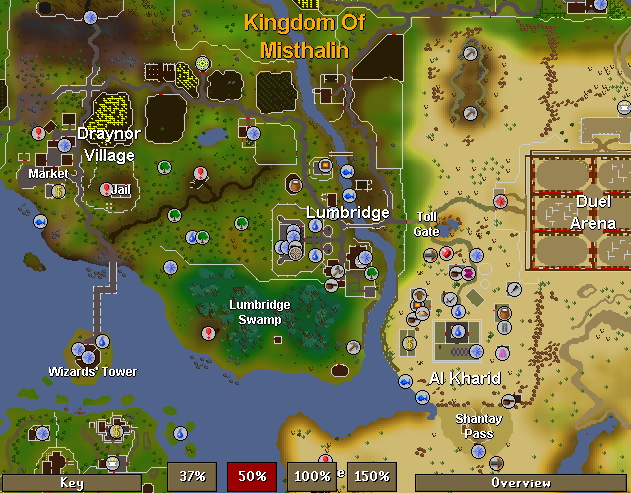 Kingdom Of
Misthalin
Draynor
Village
Market
Jail
Lumbridge
Toll
Gate
Duel
Arena
Lumbridge
Swamp
Wizards' Tower
Al Kharid
Shantay
Pass
e
Key
37%
50%
100%
150%
Overview